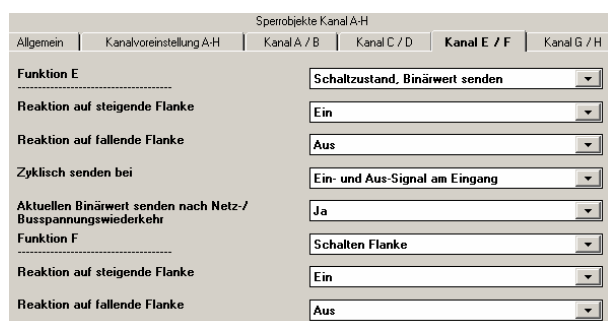 Sperrobjekte Kanal A-H
Allgemein Kanalvoreinstellung A-H Kanal A / B Kanal C / D Kanal E / F Kanal G / H
Funktion E Schaltzustand, Binärwert senden
-------------------------------------
Reaktion auf steigende Flanke Ein
Reaktion auf fallende Flanke Aus
Zyklisch senden bei Ein- und Aus-Signal am Eingang
Aktuellen Binärwert senden nach Netz-/
Busspannungswiederkehr Ja
Funktion F Schalten Flanke
-------------------------------------
Reaktion auf steigende Flanke Ein
Reaktion auf fallende Flanke Aus